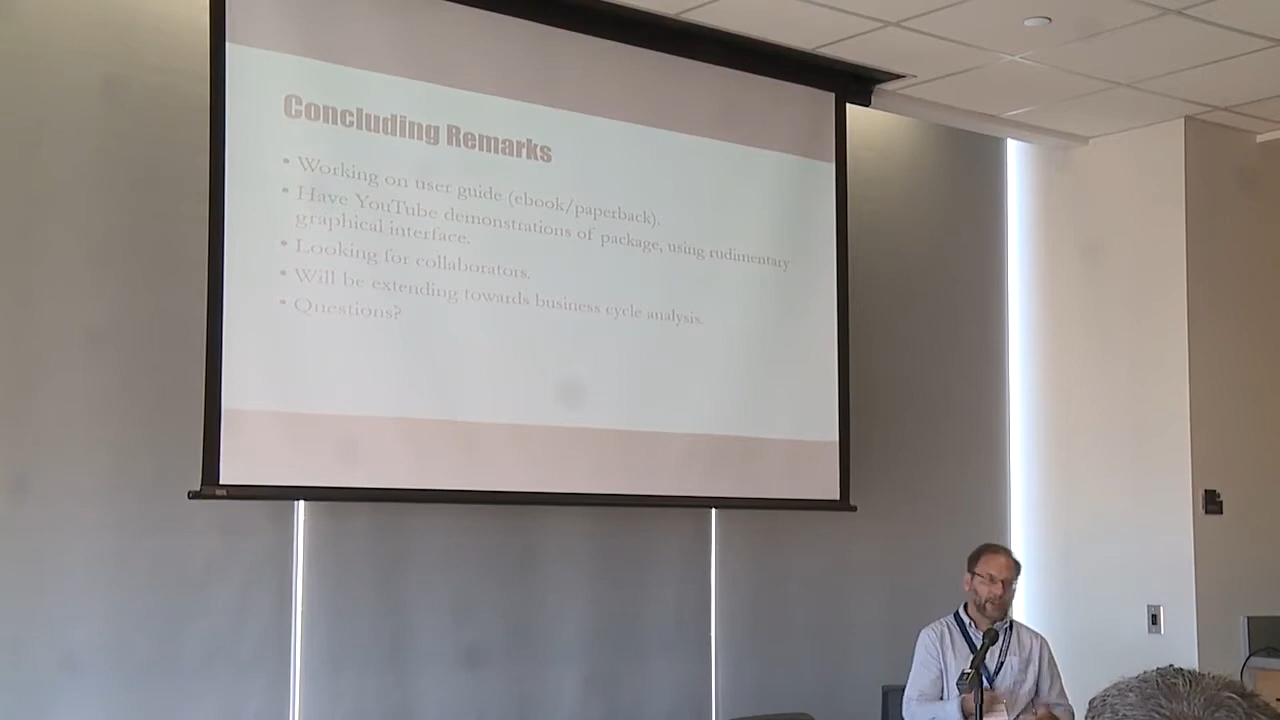 Concluding Remarks
• Working on user guide (ebook/paperback).
• Have YouTube demonstrations of package, using rudimentary
graphical interface.
• Looking for collaborators.
• Will be extending towards business cycle analysis.
• Questions?